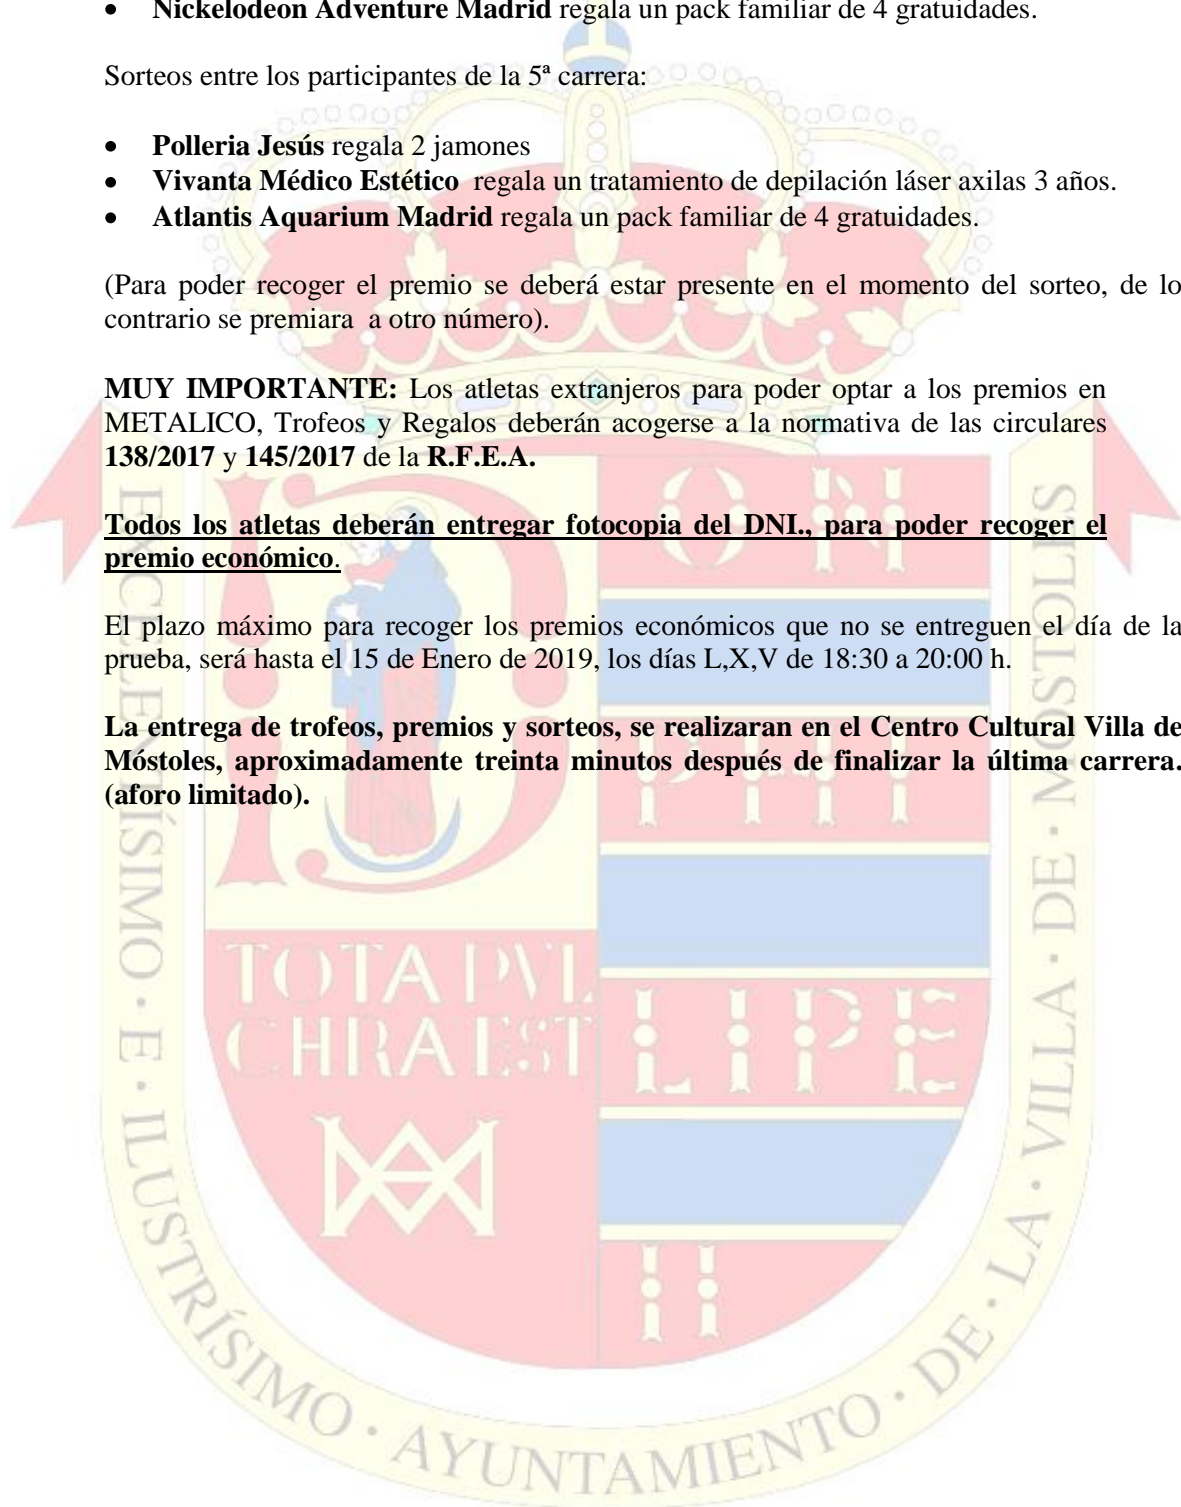 • Nickelodeon Adventure Madrid regala un pack familiar de 4 gratuidades.
Sorteos entre los participantes de la 5ª carrera:
• Polleria Jesús regala 2 jamones
• Vivanta Médico Estético  regala un tratamiento de depilación láser axilas 3 años.
• Atlantis Aquarium Madrid regala un pack familiar de 4 gratuidades.
(Para poder recoger el premio se deberá estar presente en el momento del sorteo, de lo
contrario se premiara  a otro número).
MUY IMPORTANTE: Los atletas extranjeros para poder optar a los premios en
METALICO, Trofeos y Regalos deberán acogerse a la normativa de las circulares
138/2017 y 145/2017 de la R.F.E.A.
Todos los atletas deberán entregar fotocopia del DNI., para poder recoger el
premio económico.
El plazo máximo para recoger los premios económicos que no se entreguen el día de la
prueba, será hasta el 15 de Enero de 2019, los días L,X,V de 18:30 a 20:00 h.
La entrega de trofeos, premios y sorteos, se realizaran en el Centro Cultural Villa de
Móstoles, aproximadamente treinta minutos después de finalizar la última carrera.
(aforo limitado).
EXCELENTÍSIMO · E · ILUSTRÍSIMO · AYUNTAMIENTO · DE · LA · VILLA · DE · MOSTOLES
D
ON
PHI
LIPE
II
TOTA PVL
CHRA EST